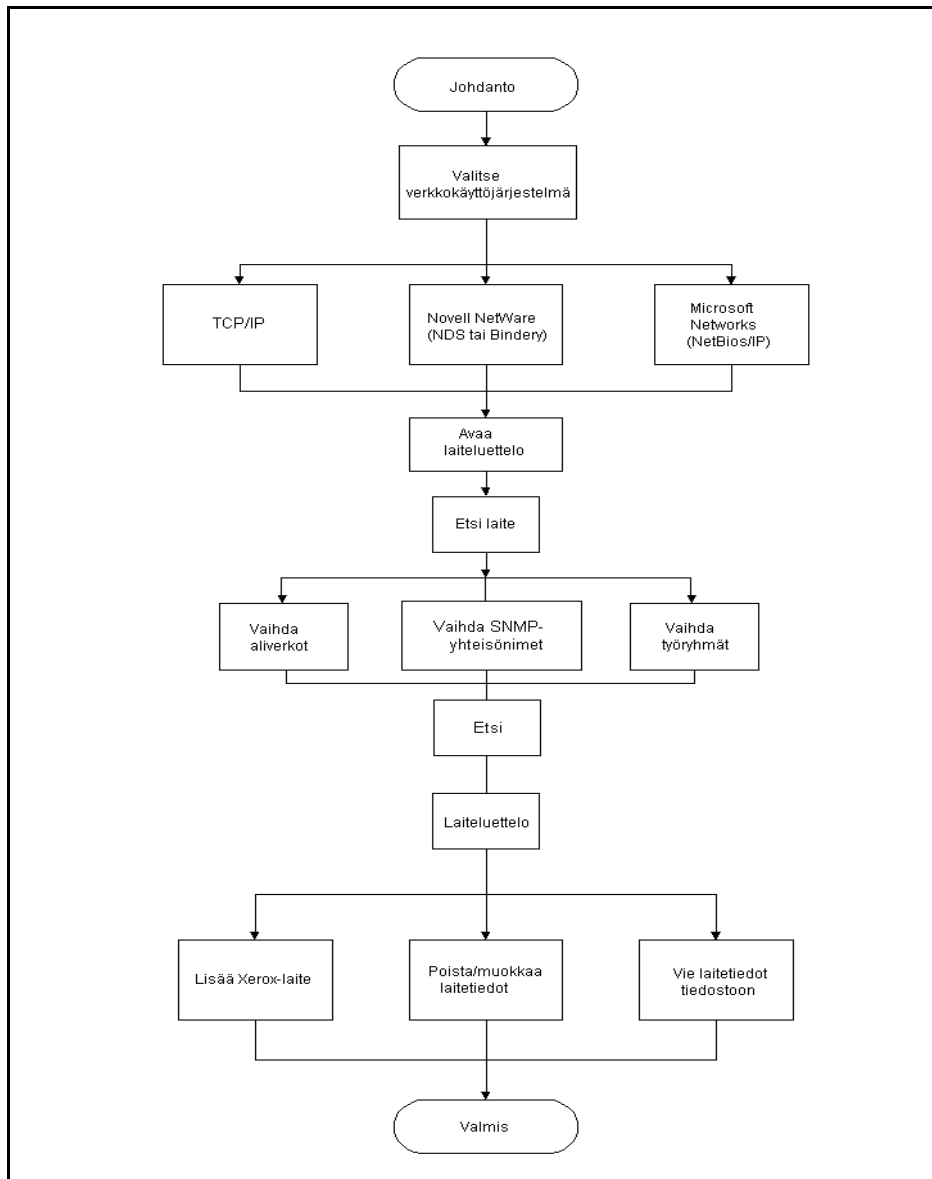 Johdanto
Valitse
verkkokäyttöjärjestelmä
TCP/IP
Novell NetWare
(NDS tai Bindery)
Microsoft
Networks
(NetBios/IP)
Avaa
laiteluettelo
Etsi laite
Vaihda
aliverkot
Vaihda SNMP-
yhteisönimet
Vaihda
työryhmät
Etsi
Laiteluettelo
Lisää Xerox-laite
Poista/muokkaa
laitetiedot
Vie laitetiedot
tiedostoon
Valmis